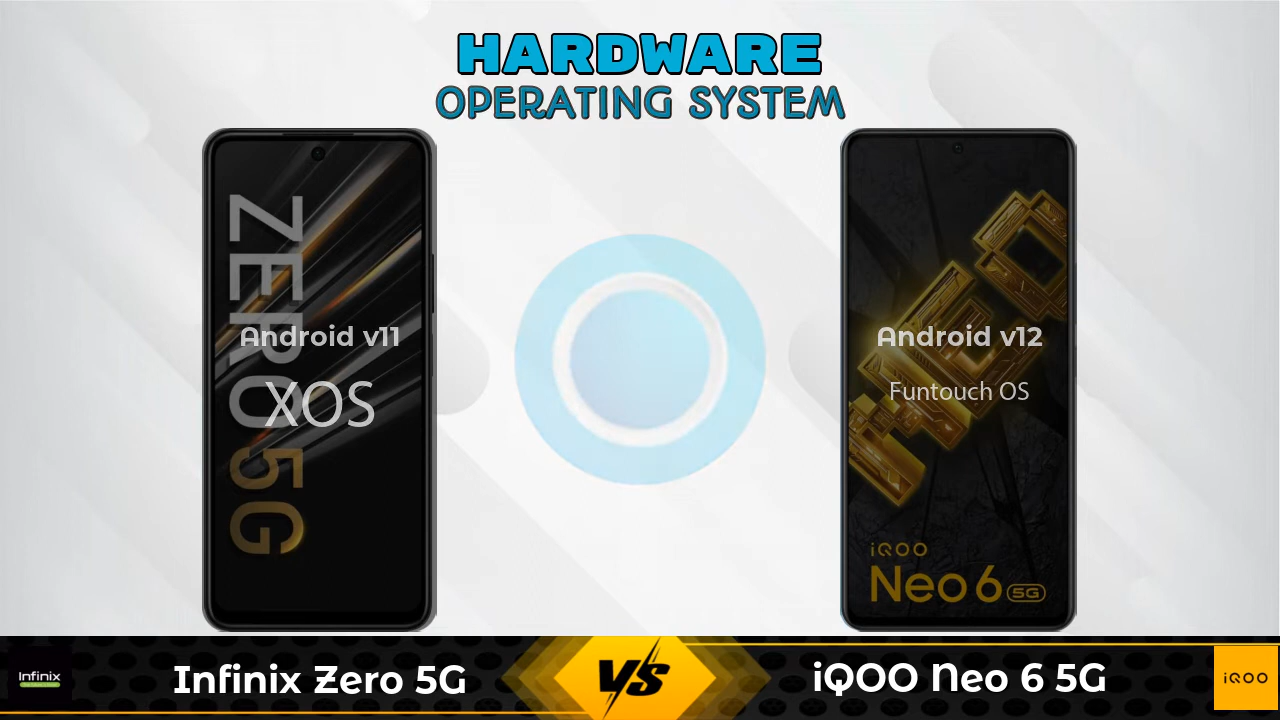 HARDWARE
OPERATING SYSTEM
ZERO 5G
Android v11
XOS
NEO
Android v12
Funtouch OS
iQOO
Neo 6 5G
Infinix
Infinix Zero 5G
VS
iQOO Neo 6 5G
iQOO